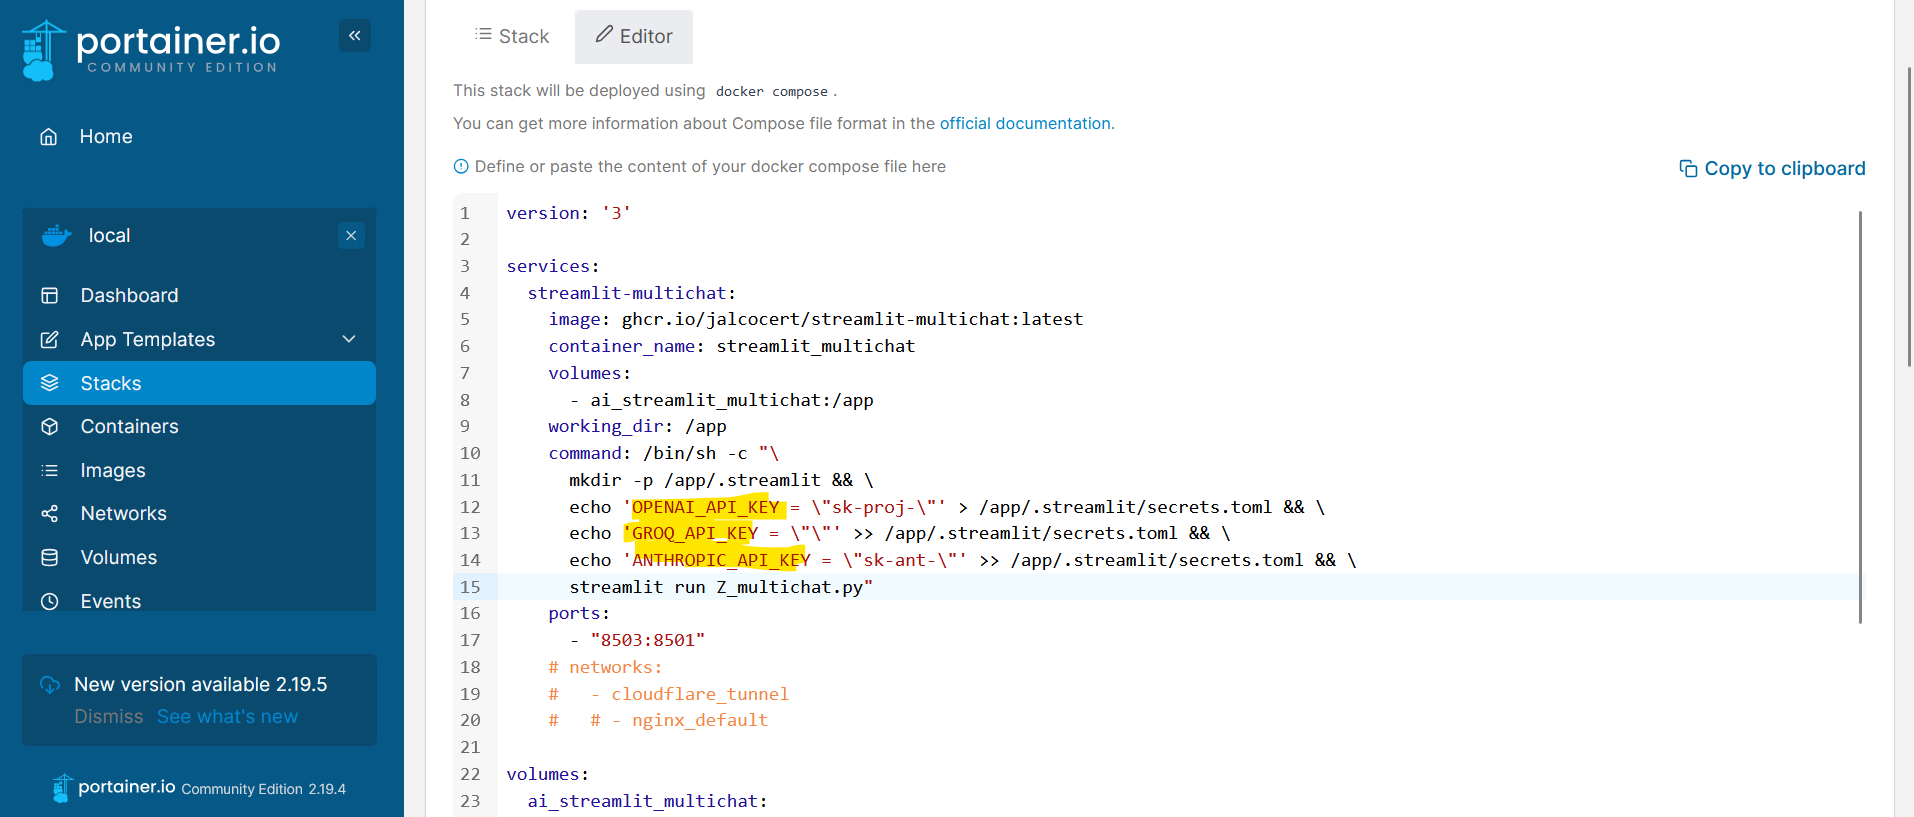 portainer.io
COMMUNITY EDITION
Home
local
Dashboard
App Templates
Stacks
Containers
Images
Networks
Volumes
Events
New version available 2.19.5
Dismiss See what's new
portainer.io Community Edition 2.19.4
Stack Editor
This stack will be deployed using docker compose .
You can get more information about Compose file format in the official documentation.
Define or paste the content of your docker compose file here
Copy to clipboard
1 version: '3'
2
3 services:
4 streamlit-multichat:
5 image: ghcr.io/jalcocert/streamlit-multichat:latest
6 container_name: streamlit_multichat
7 volumes:
8 - ai_streamlit_multichat:/app
9 working_dir: /app
10 command: /bin/sh -c "\
11 mkdir -p /app/.streamlit && \
12 echo 'OPENAI_API_KEY = \"sk-proj-\"' > /app/.streamlit/secrets.toml && \
13 echo 'GROQ_API_KEY = \"\"' >> /app/.streamlit/secrets.toml && \
14 echo 'ANTHROPIC_API_KEY = \"sk-ant-\"' >> /app/.streamlit/secrets.toml && \
15 streamlit run Z_multichat.py"
16 ports:
17 - "8503:8501"
18 # networks:
19 # - cloudflare_tunnel
20 # # - nginx_default
21
22 volumes:
23 ai_streamlit_multichat: